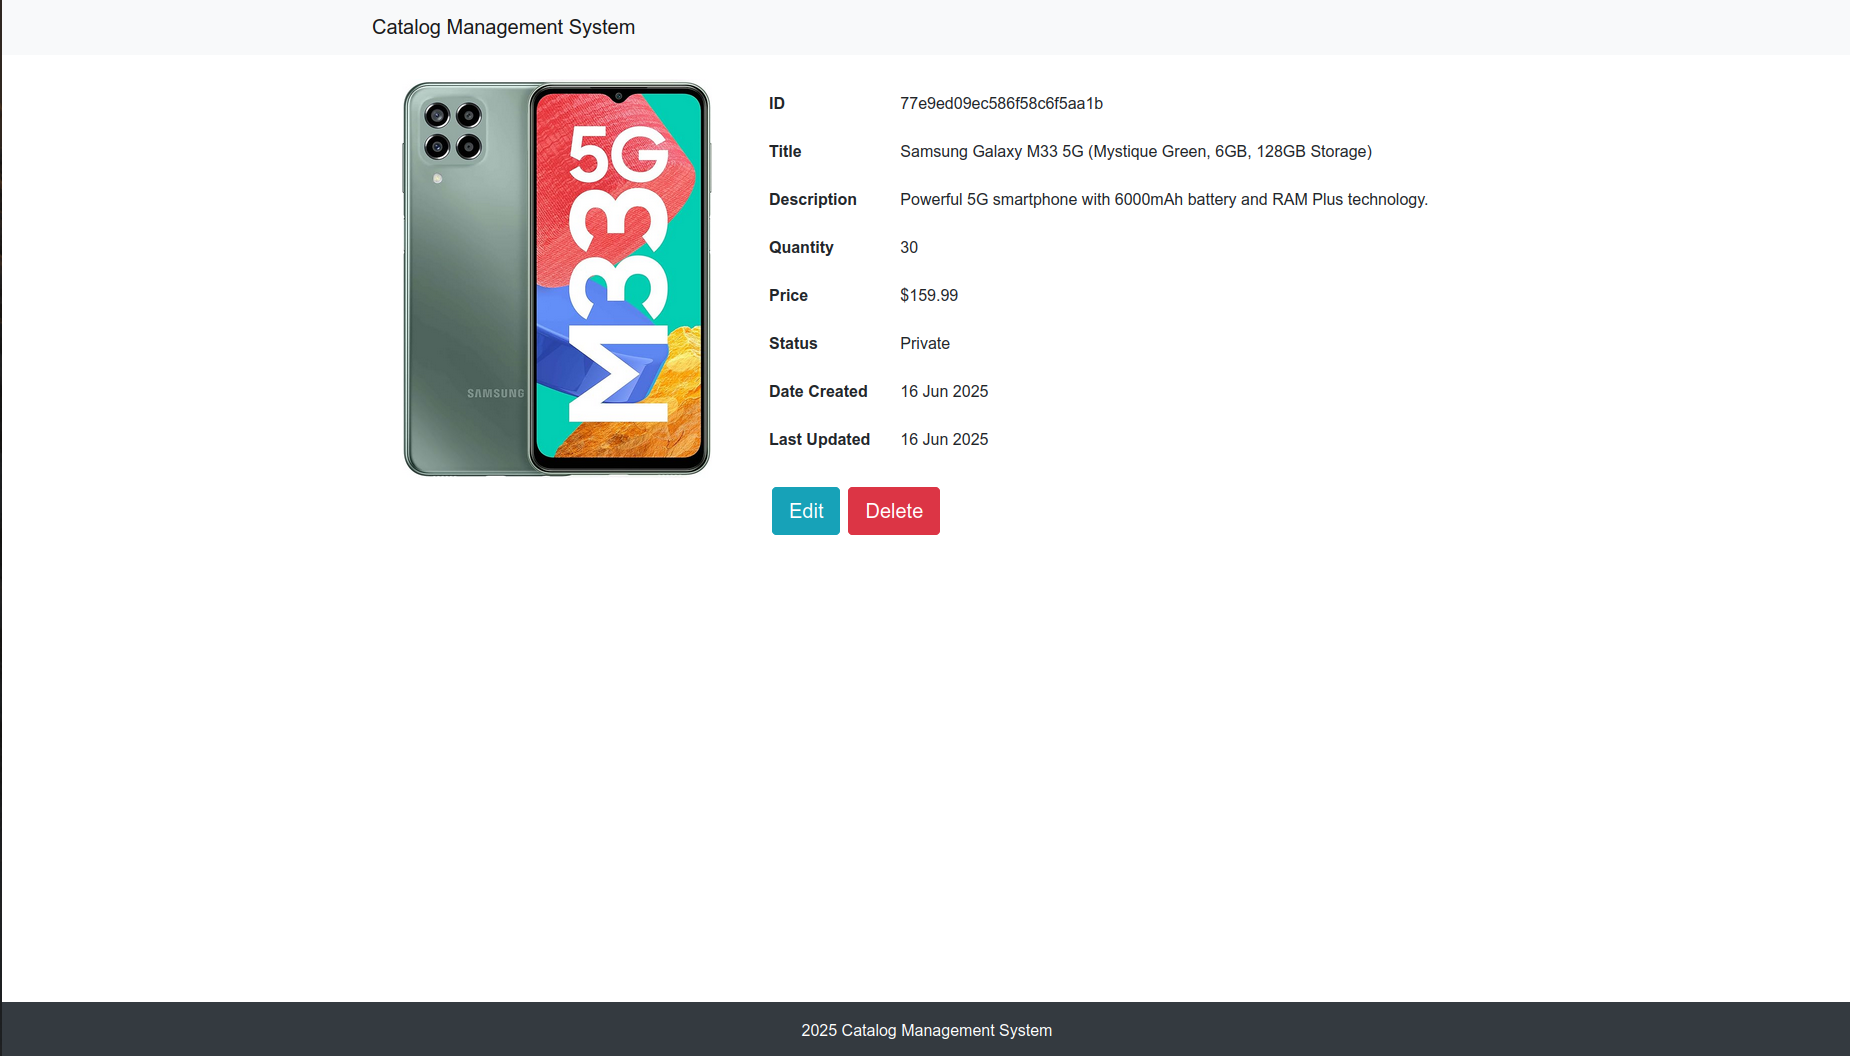 Catalog Management System
5G
M33
SAMSUNG
ID 77e9ed09ec586f58c6f5aa1b
Title Samsung Galaxy M33 5G (Mystique Green, 6GB, 128GB Storage)
Description Powerful 5G smartphone with 6000mAh battery and RAM Plus technology.
Quantity 30
Price $159.99
Status Private
Date Created 16 Jun 2025
Last Updated 16 Jun 2025
Edit Delete
2025 Catalog Management System